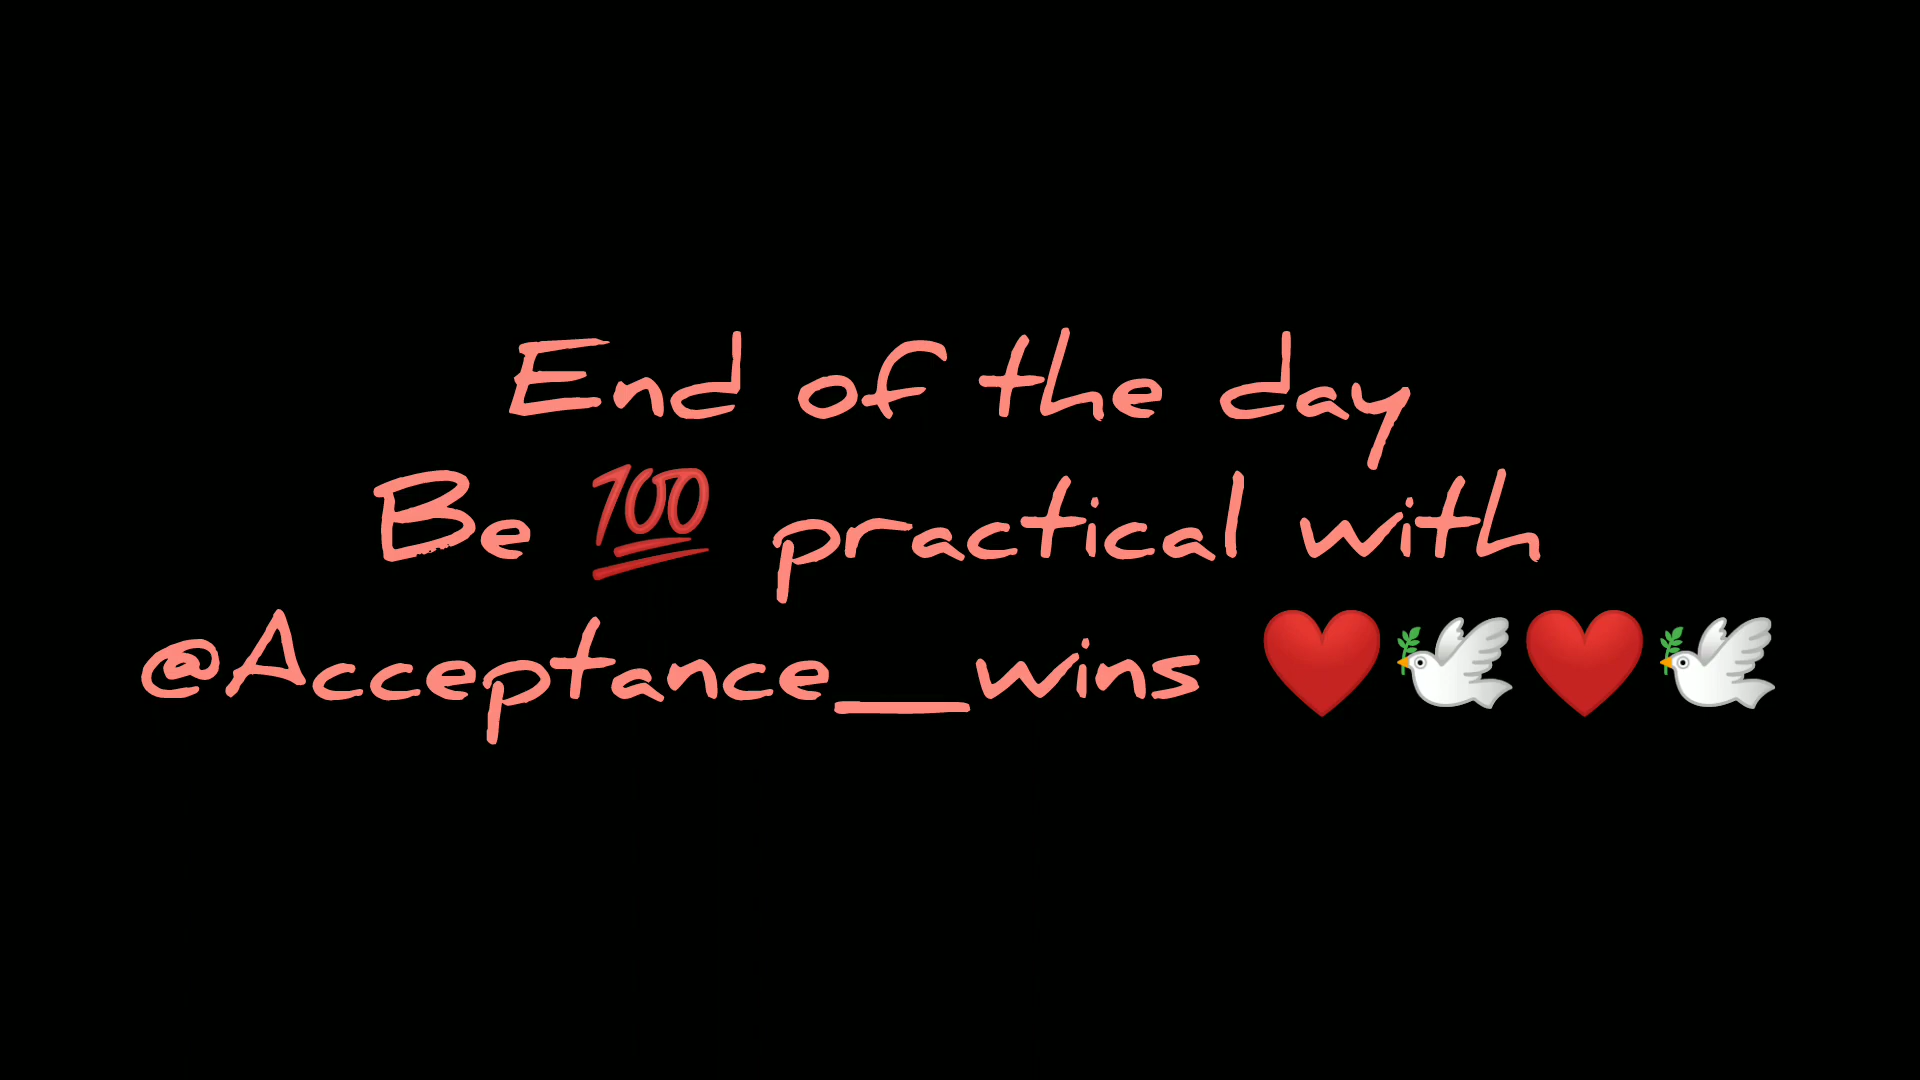 End of the day
Be 💯 practical with
@Acceptance__wins ❤️🕊️❤️🕊️